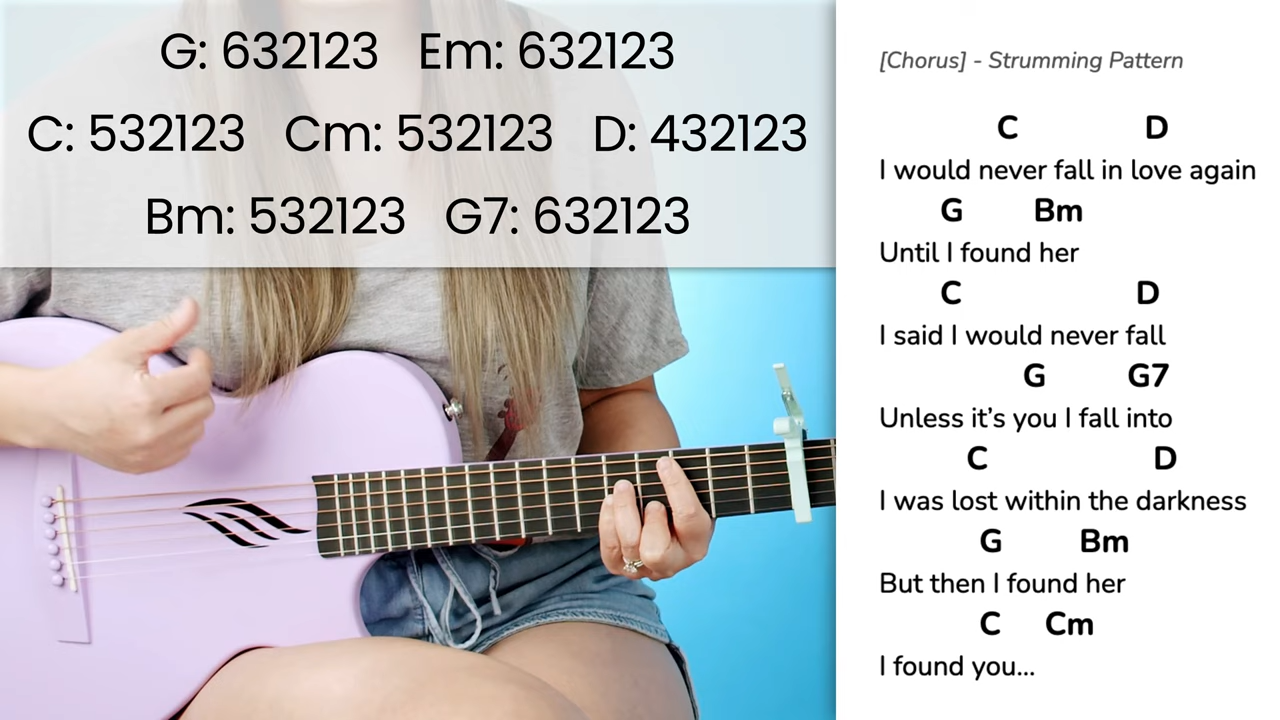 G: 632123 Em: 632123
C: 532123 Cm: 532123 D: 432123
Bm: 532123 G7: 632123
[Chorus] - Strumming Pattern
C D
I would never fall in love again
G Bm
Until I found her
C D
I said I would never fall
G G7
Unless it’s you I fall into
C D
I was lost within the darkness
G Bm
But then I found her
C Cm
I found you...